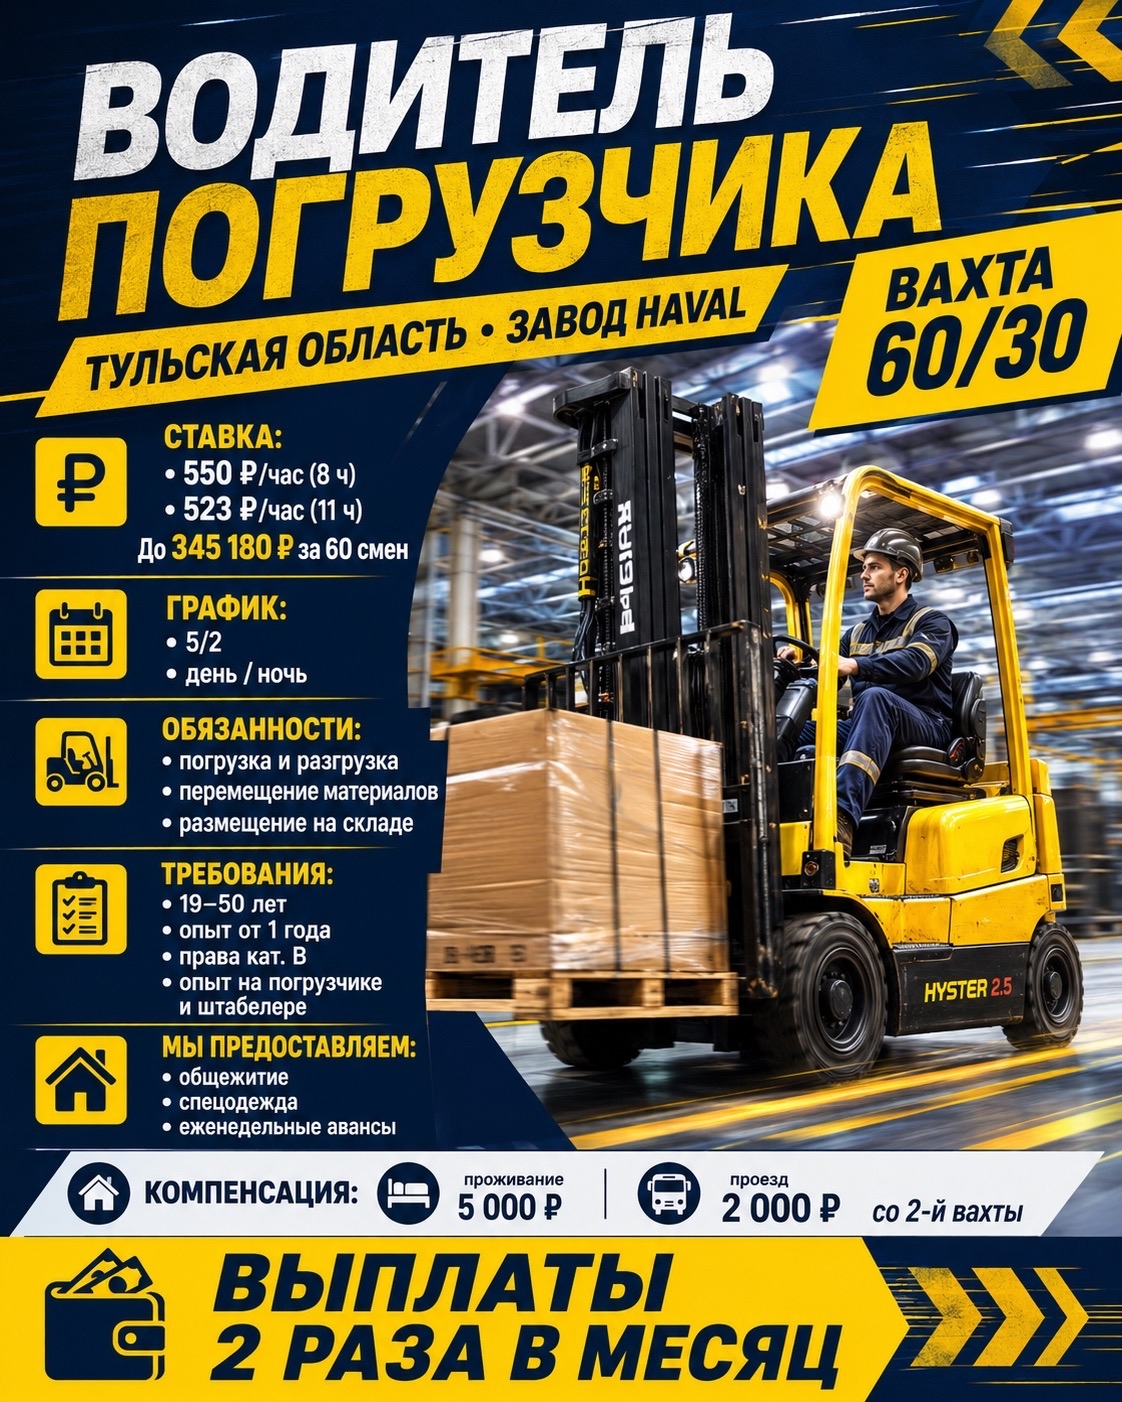 ВОДИТЕЛЬ
ПОГРУЗЧИКА
ТУЛЬСКАЯ ОБЛАСТЬ • ЗАВОД HAVAL
ВАХТА
60/30
СТАВКА:
• 550 ₽/час (8 ч)
• 523 ₽/час (11 ч)
До 345 180 ₽ за 60 смен
ГРАФИК:
• 5/2
• день / ночь
ОБЯЗАННОСТИ:
• погрузка и разгрузка
• перемещение материалов
• размещение на складе
ТРЕБОВАНИЯ:
• 19–50 лет
• опыт от 1 года
• права кат. В
• опыт на погрузчике
и штабелере
МЫ ПРЕДОСТАВЛЯЕМ:
• общежитие
• спецодежда
• еженедельные авансы
HYSTER 2.5
КОМПЕНСАЦИЯ:
проживание
5 000 ₽
проезд
2 000 ₽
со 2-й вахты
ВЫПЛАТЫ
2 РАЗА В МЕСЯЦ